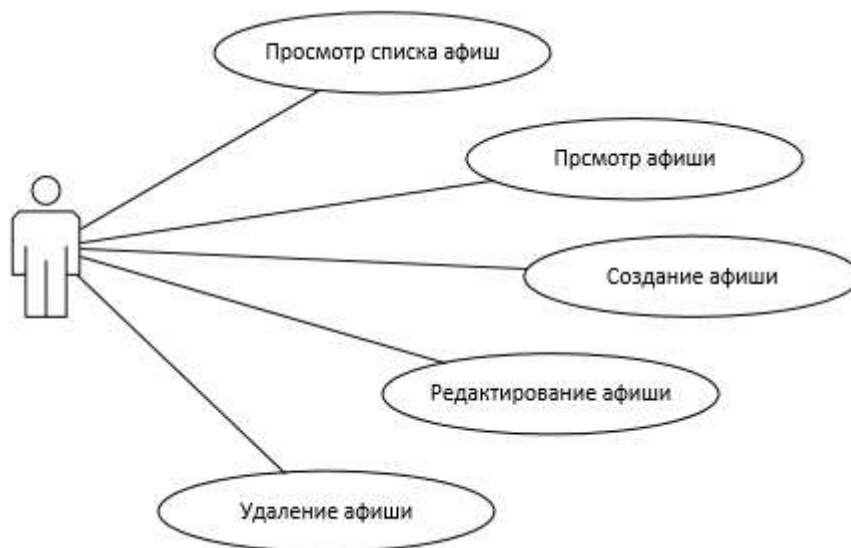 Просмотр списка афиш
Прсмотр афиши
Создание афиши
Редактирование афиши
Удаление афиши